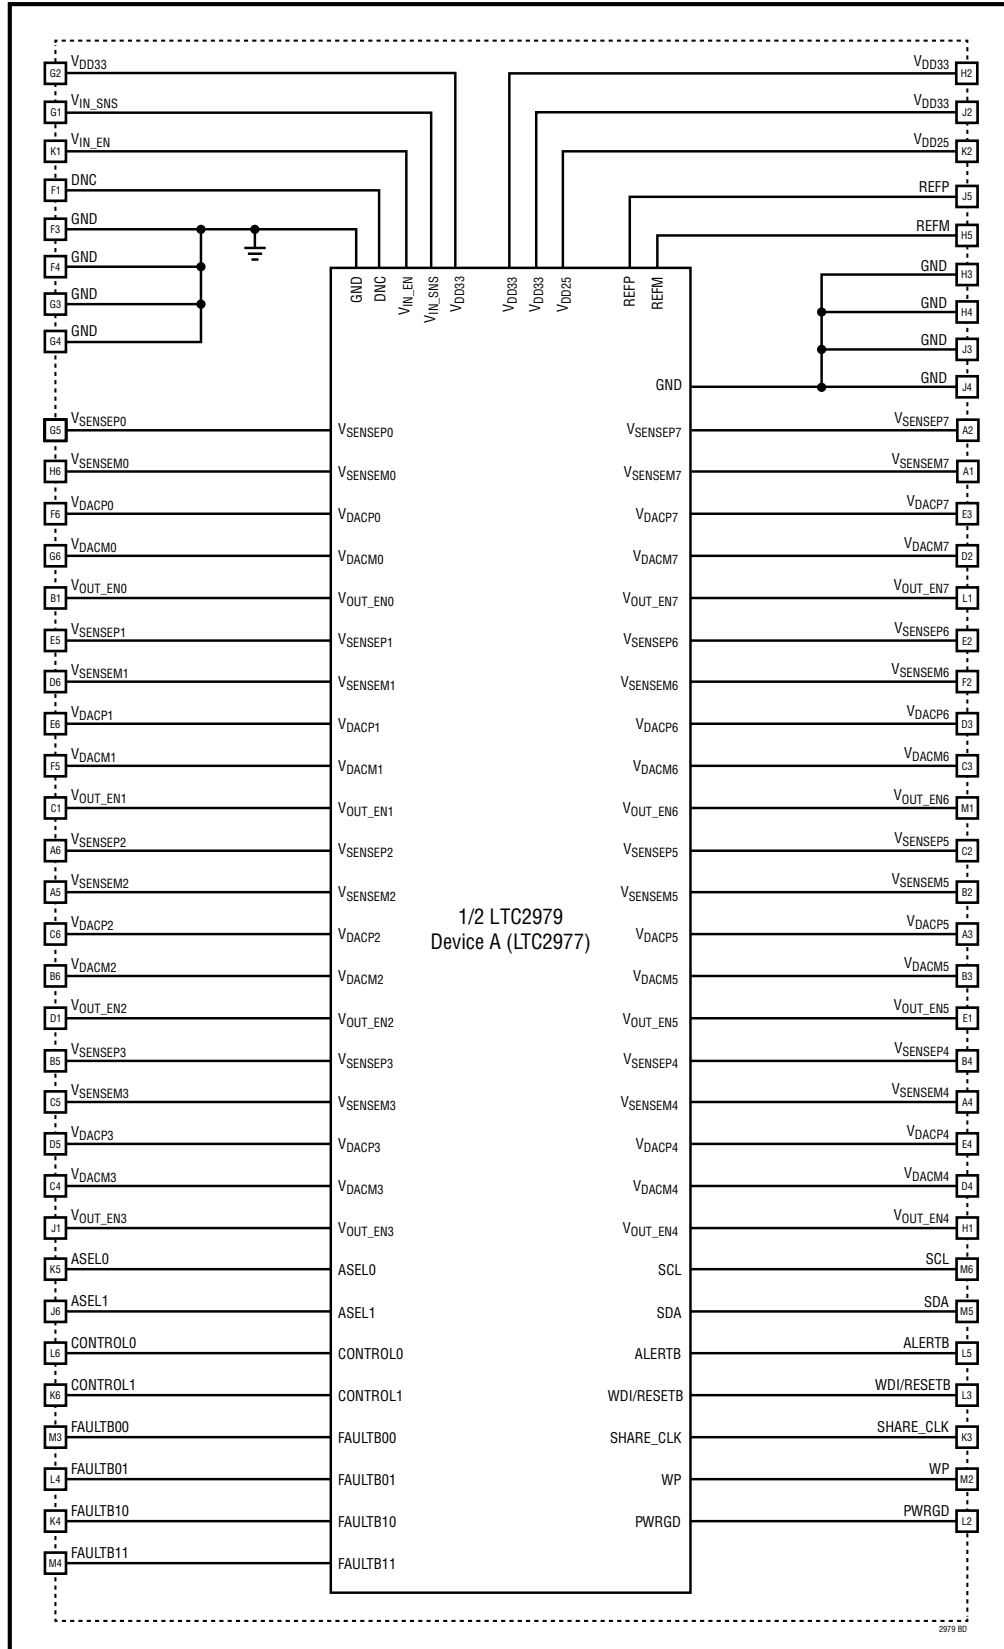 G2 VDD33 VDD33 H2
G1 VIN_SNS VDD33 J2
K1 VIN_EN VDD25 K2
F1 DNC REFP J5
F3 GND REFM H5
F4 GND GND H3
G3 GND GND H4
G4 GND GND J3
GND J4
GND DNC VIN_EN VIN_SNS VDD33 VDD33 VDD33 VDD25 REFP REFM
GND
G5 VSENSEP0 VSENSEP0 VSENSEP7 VSENSEP7 A2
H6 VSENSEM0 VSENSEM0 VSENSEM7 VSENSEM7 A1
F6 VDACP0 VDACP0 VDACP7 VDACP7 E3
G6 VDACM0 VDACM0 VDACM7 VDACM7 D2
B1 VOUT_EN0 VOUT_EN0 VOUT_EN7 VOUT_EN7 L1
E5 VSENSEP1 VSENSEP1 VSENSEP6 VSENSEP6 E2
D6 VSENSEM1 VSENSEM1 VSENSEM6 VSENSEM6 F2
E6 VDACP1 VDACP1 VDACP6 VDACP6 D3
F5 VDACM1 VDACM1 VDACM6 VDACM6 C3
C1 VOUT_EN1 VOUT_EN1 VOUT_EN6 VOUT_EN6 M1
A6 VSENSEP2 VSENSEP2 VSENSEP5 VSENSEP5 C2
A5 VSENSEM2 VSENSEM2 VSENSEM5 VSENSEM5 B2
1/2 LTC2979
C6 VDACP2 VDACP2 VDACP5 VDACP5 A3
Device A (LTC2977)
B6 VDACM2 VDACM2 VDACM5 VDACM5 B3
D1 VOUT_EN2 VOUT_EN2 VOUT_EN5 VOUT_EN5 E1
B5 VSENSEP3 VSENSEP3 VSENSEP4 VSENSEP4 B4
C5 VSENSEM3 VSENSEM3 VSENSEM4 VSENSEM4 A4
D5 VDACP3 VDACP3 VDACP4 VDACP4 E4
C4 VDACM3 VDACM3 VDACM4 VDACM4 D4
J1 VOUT_EN3 VOUT_EN3 VOUT_EN4 VOUT_EN4 H1
K5 ASEL0 ASEL0 SCL SCL M6
J6 ASEL1 ASEL1 SDA SDA M5
L6 CONTROL0 CONTROL0 ALERTB ALERTB L5
K6 CONTROL1 CONTROL1 WDI/RESETB WDI/RESETB L3
M3 FAULTB00 FAULTB00 SHARE_CLK SHARE_CLK K3
L4 FAULTB01 FAULTB01 WP WP M2
K4 FAULTB10 FAULTB10 PWRGD PWRGD L2
M4 FAULTB11 FAULTB11
2979 BD